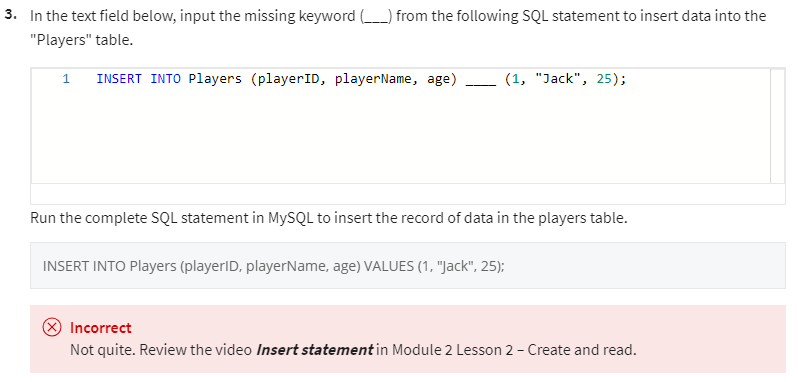 3. In the text field below, input the missing keyword (___) from the following SQL statement to insert data into the
"Players" table.
1 INSERT INTO Players (playerID, playerName, age) ____ (1, "Jack", 25);
Run the complete SQL statement in MySQL to insert the record of data in the players table.
INSERT INTO Players (playerID, playerName, age) VALUES (1, "Jack", 25);
Incorrect
Not quite. Review the video Insert statement in Module 2 Lesson 2 – Create and read.